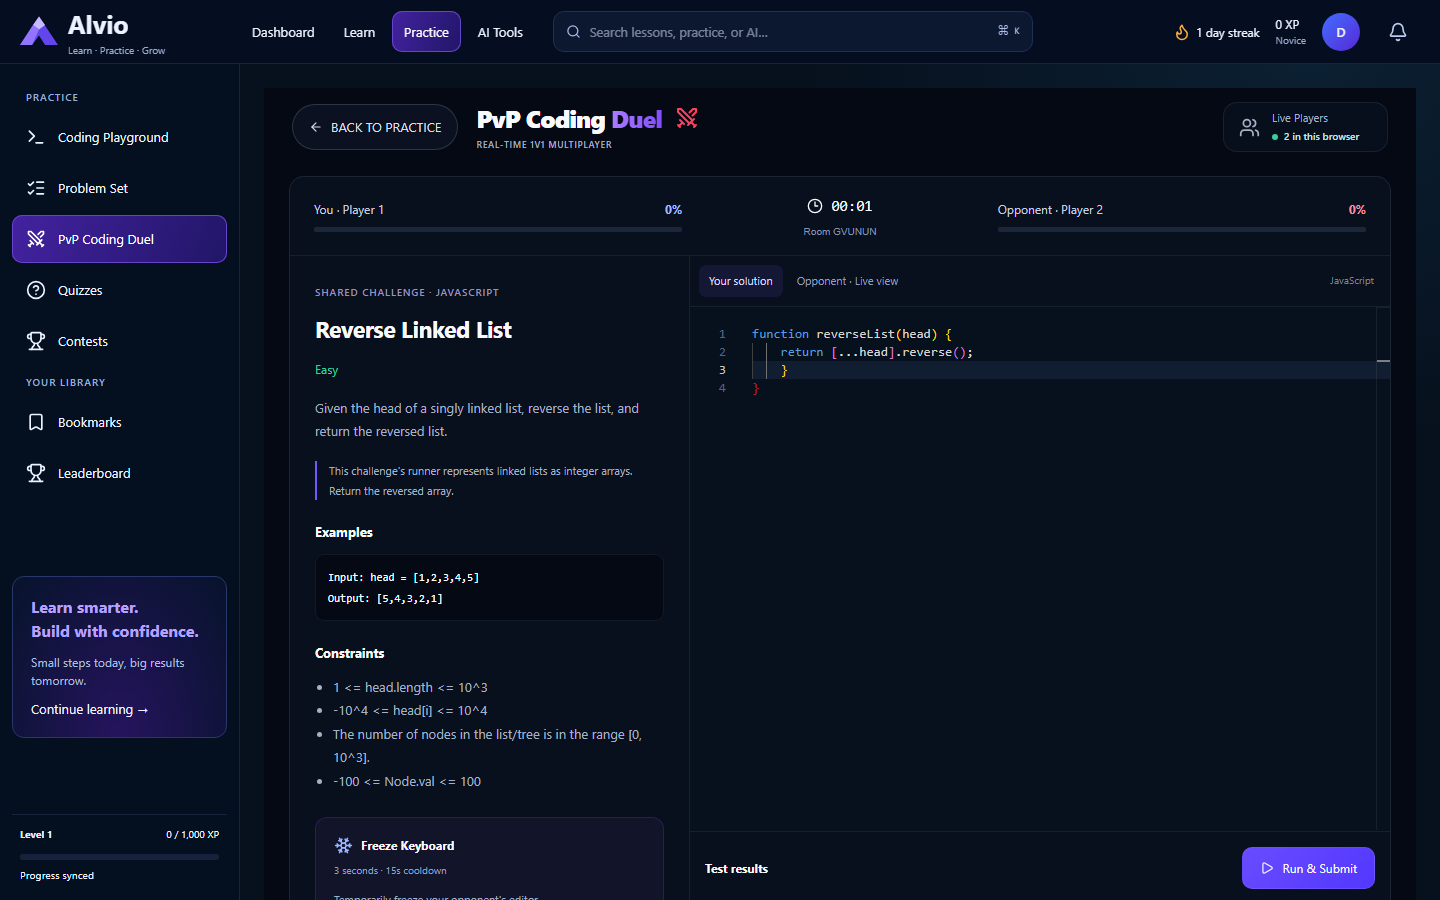 Alvio
Learn · Practice · Grow
Dashboard
Learn
Practice
AI Tools
Search lessons, practice, or AI...
⌘ K
1 day streak
0 XP
Novice
D
PRACTICE
Coding Playground
Problem Set
PvP Coding Duel
Quizzes
Contests
YOUR LIBRARY
Bookmarks
Leaderboard
Learn smarter.
Build with confidence.
Small steps today, big results
tomorrow.
Continue learning →
Level 1
0 / 1,000 XP
Progress synced
← BACK TO PRACTICE
PvP Coding Duel
REAL-TIME 1V1 MULTIPLAYER
Live Players
2 in this browser
You · Player 1
0%
00:01
Room GVUNUN
Opponent · Player 2
0%
SHARED CHALLENGE · JAVASCRIPT
Reverse Linked List
Easy
Given the head of a singly linked list, reverse the list, and
return the reversed list.
This challenge's runner represents linked lists as integer arrays.
Return the reversed array.
Examples
Input: head = [1,2,3,4,5]
Output: [5,4,3,2,1]
Constraints
• 1 <= head.length <= 10^3
• -10^4 <= head[i] <= 10^4
• The number of nodes in the list/tree is in the range [0,
10^3].
• -100 <= Node.val <= 100
Freeze Keyboard
3 seconds · 15s cooldown
Temporarily freeze your opponent's editor
Your solution
Opponent · Live view
JavaScript
1 function reverseList(head) {
2 return [...head].reverse();
3 }
4 }
Test results
Run & Submit